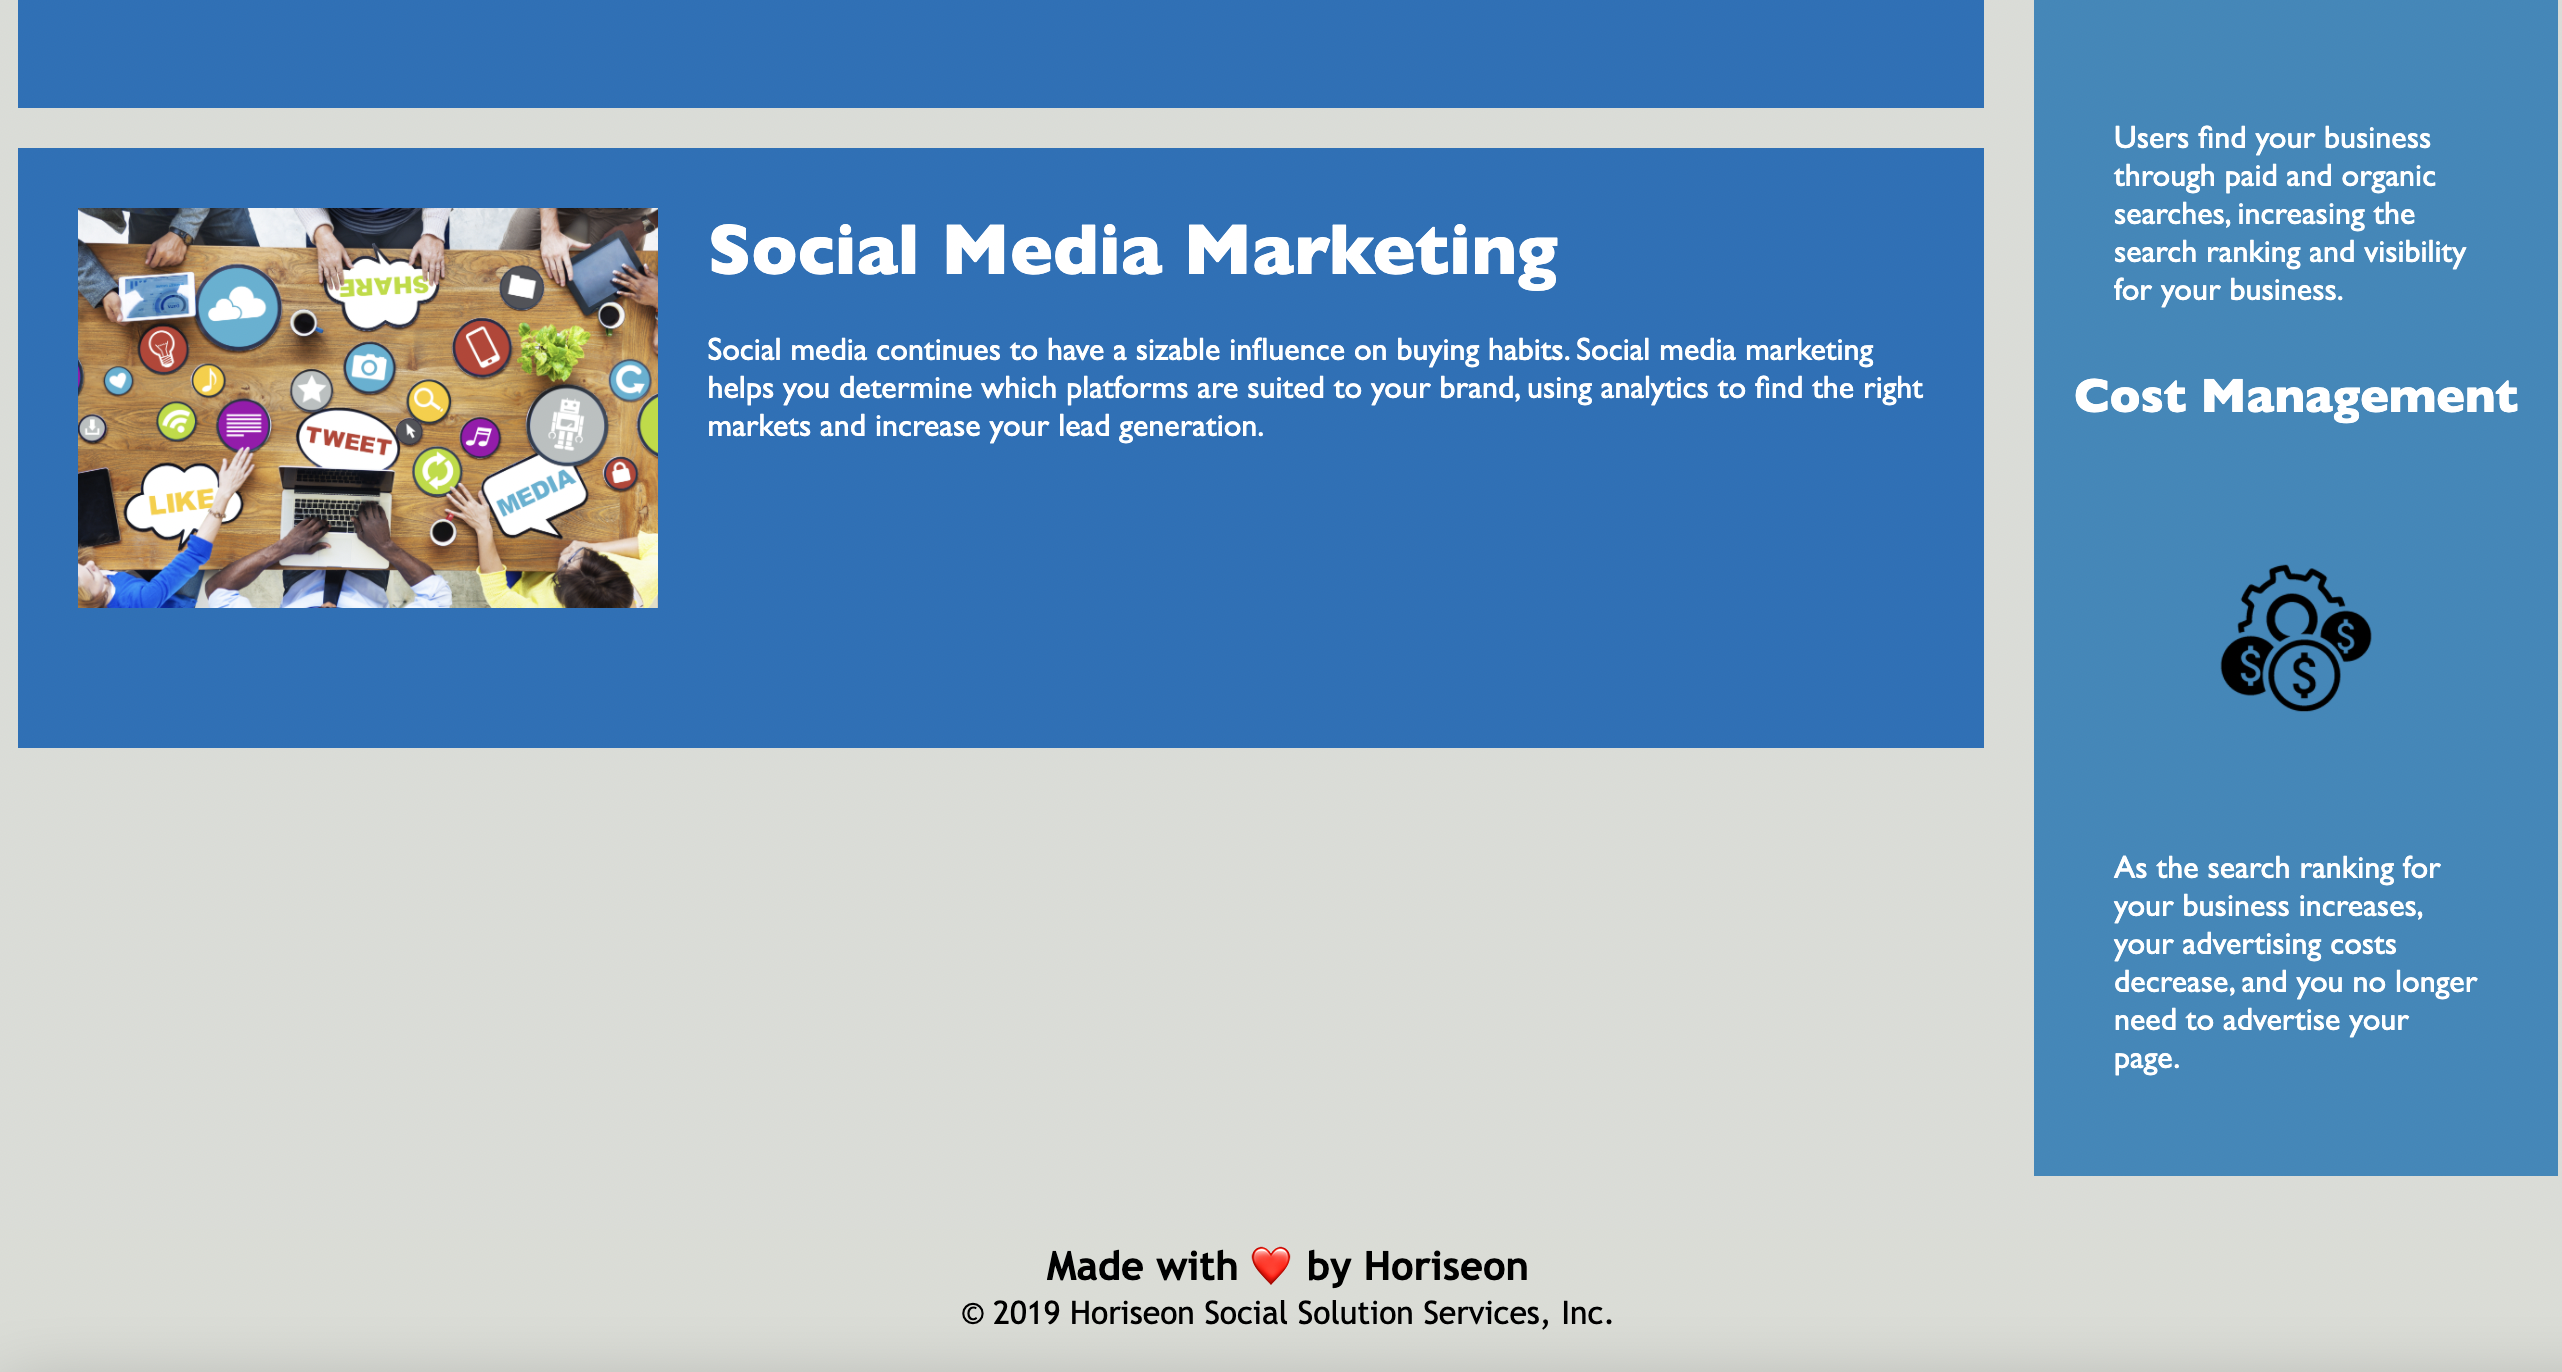 SHARE
TWEET
LIKE
MEDIA
Social Media Marketing
Social media continues to have a sizable influence on buying habits. Social media marketing
helps you determine which platforms are suited to your brand, using analytics to find the right
markets and increase your lead generation.
Users find your business
through paid and organic
searches, increasing the
search ranking and visibility
for your business.
Cost Management
$ $ $
As the search ranking for
your business increases,
your advertising costs
decrease, and you no longer
need to advertise your
page.
Made with ❤️ by Horiseon
© 2019 Horiseon Social Solution Services, Inc.